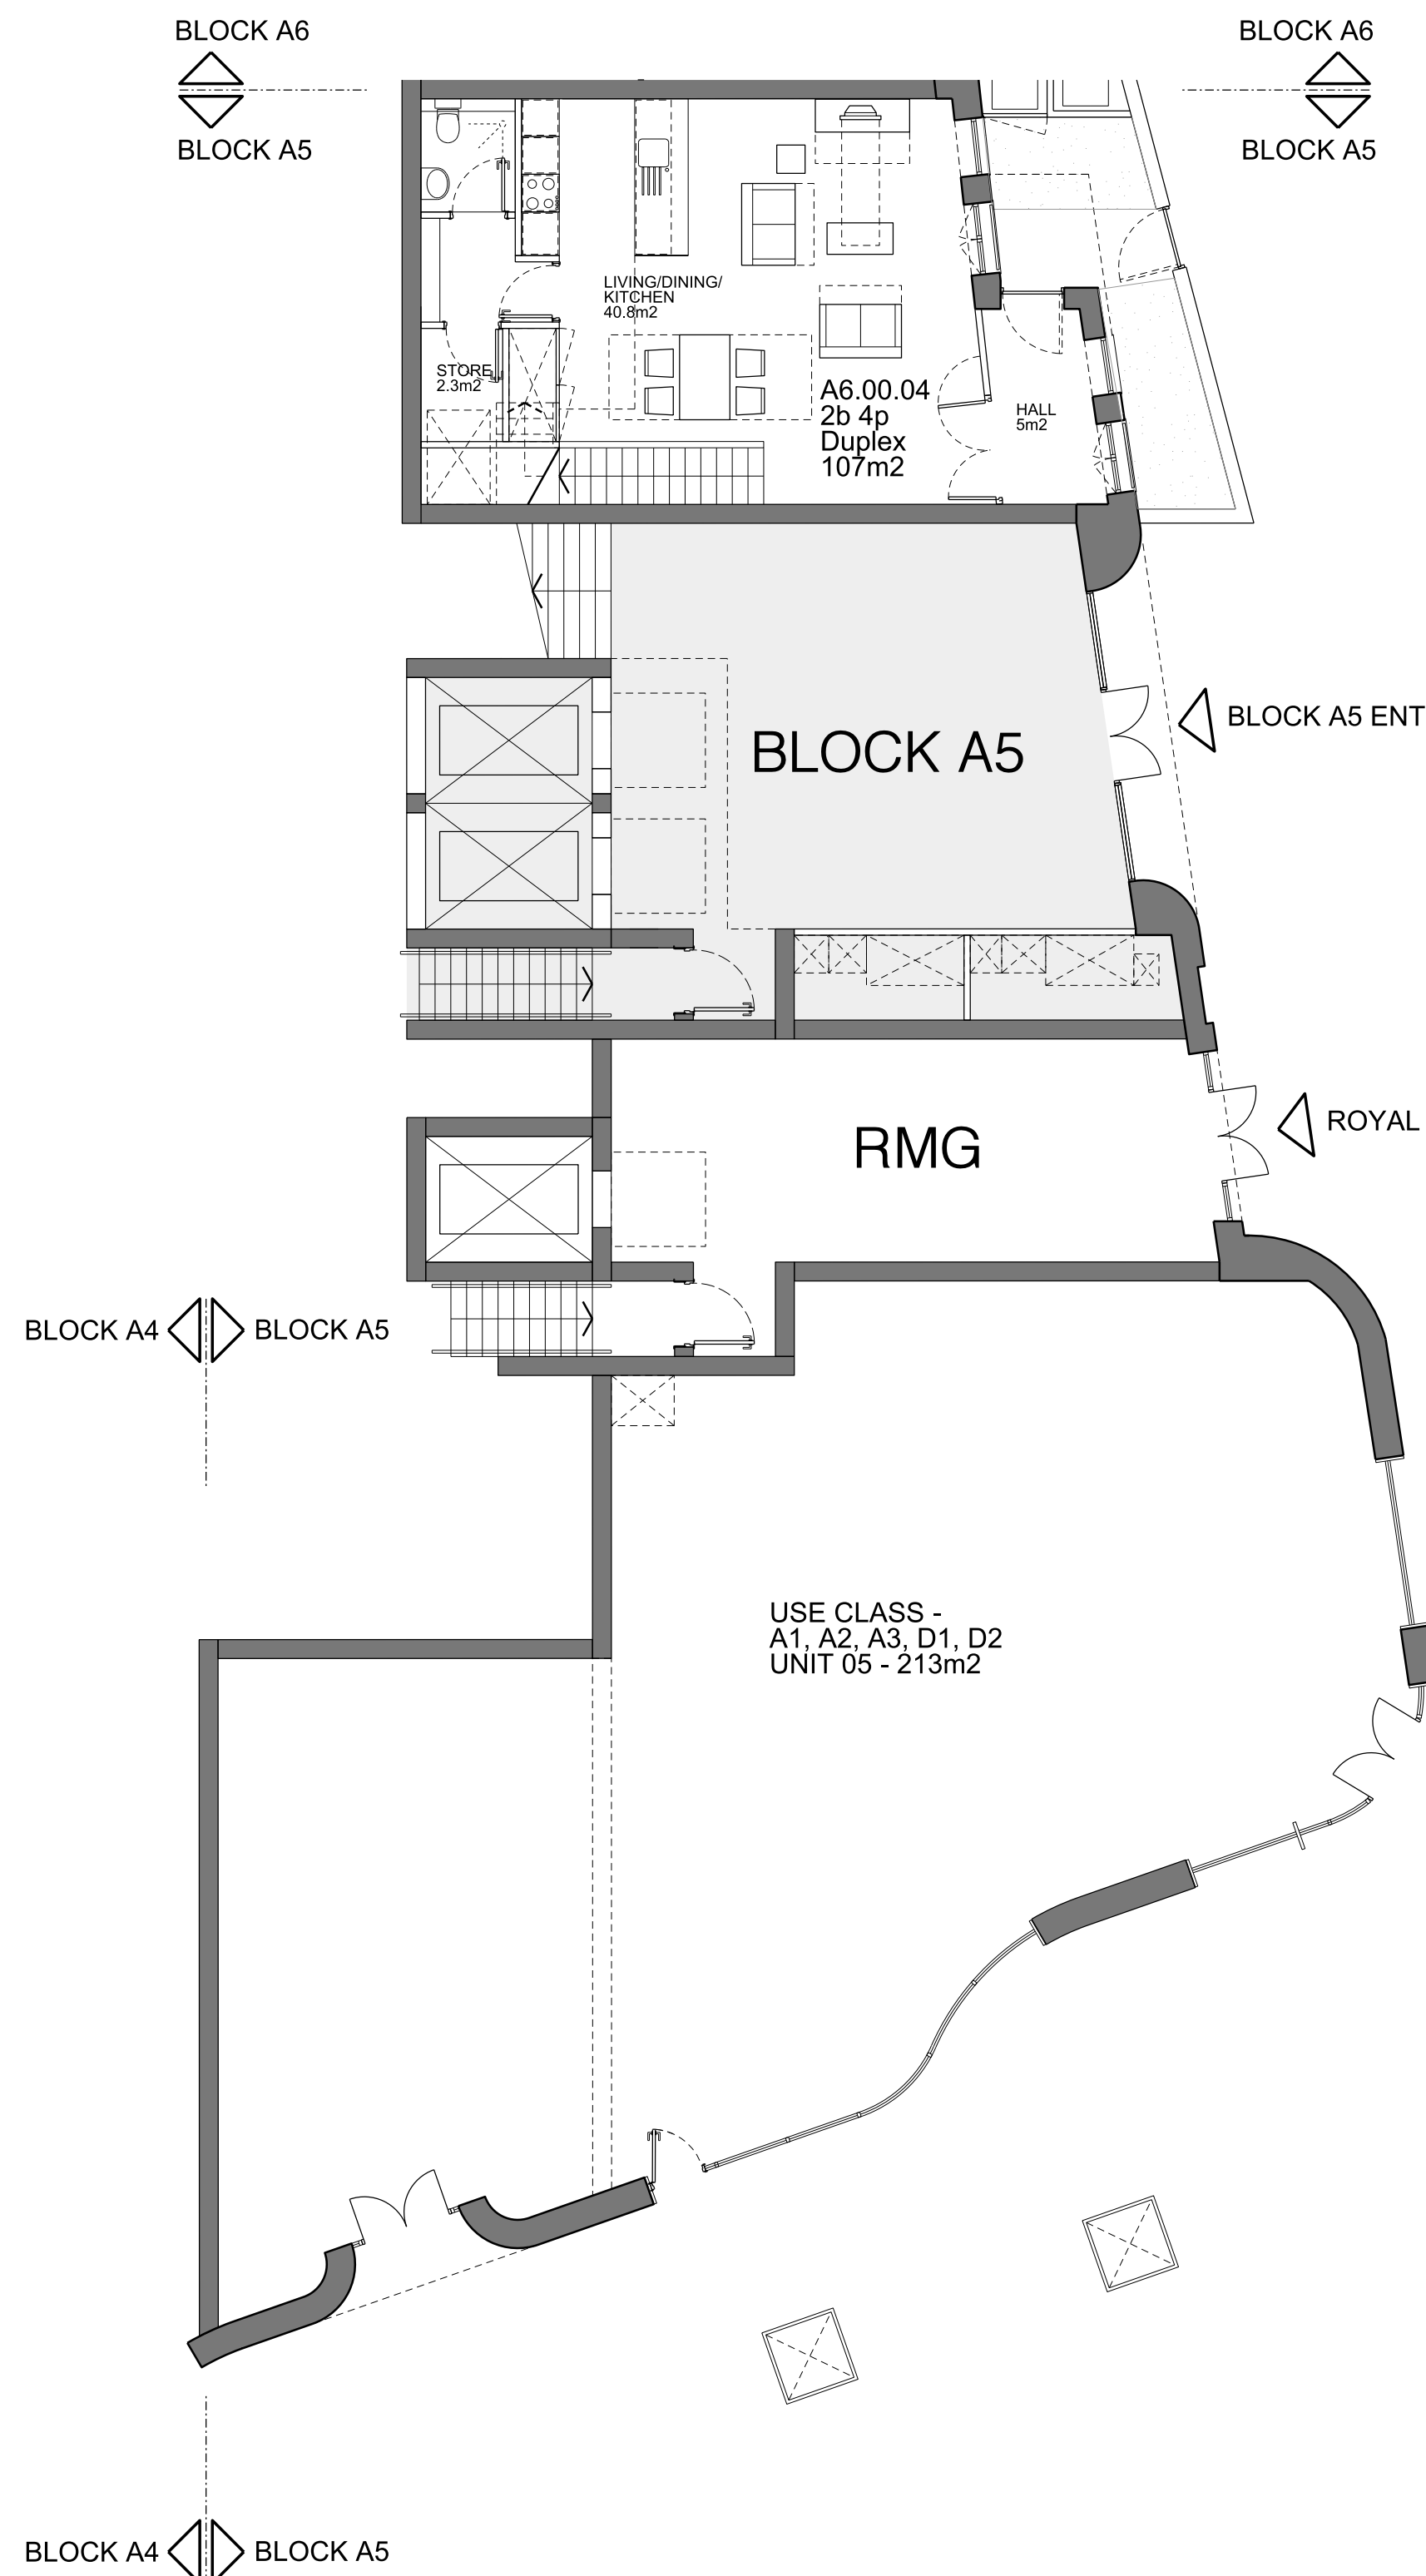 BLOCK A6
BLOCK A6
BLOCK A5
BLOCK A5
LIVING/DINING/
KITCHEN
40.8m2
STORE
2.3m2
A6.00.04
2b 4p
Duplex
107m2
HALL
5m2
BLOCK A5 ENT
BLOCK A5
ROYAL
RMG
BLOCK A4
BLOCK A5
USE CLASS -
A1, A2, A3, D1, D2
UNIT 05 - 213m2
BLOCK A4
BLOCK A5